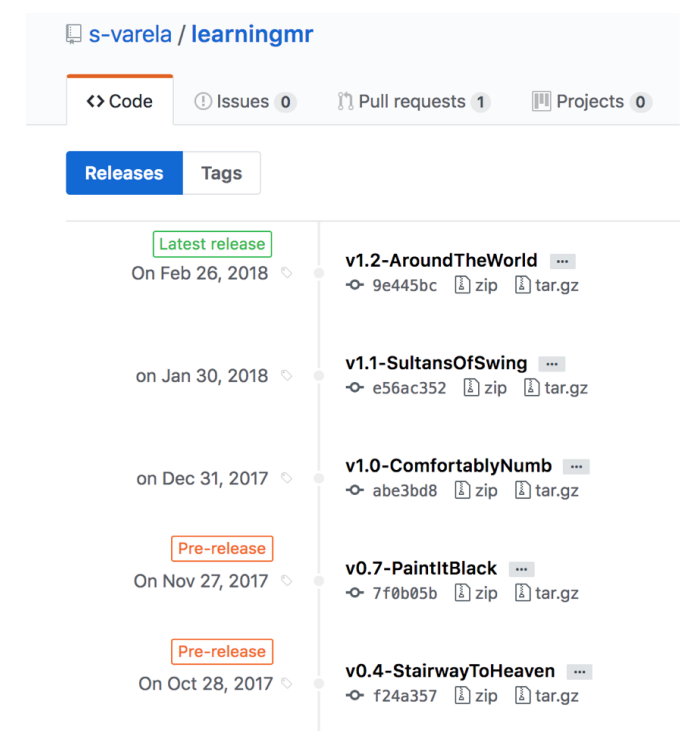 s-varela / learningmr
Code Issues 0 Pull requests 1 Projects 0
Releases Tags
Latest release
On Feb 26, 2018
v1.2-AroundTheWorld ...
9e445bc zip tar.gz
on Jan 30, 2018
v1.1-SultansOfSwing ...
e56ac352 zip tar.gz
on Dec 31, 2017
v1.0-ComfortablyNumb ...
abe3bd8 zip tar.gz
Pre-release
On Nov 27, 2017
v0.7-PaintItBlack ...
7f0b05b zip tar.gz
Pre-release
On Oct 28, 2017
v0.4-StairwayToHeaven ...
f24a357 zip tar.gz